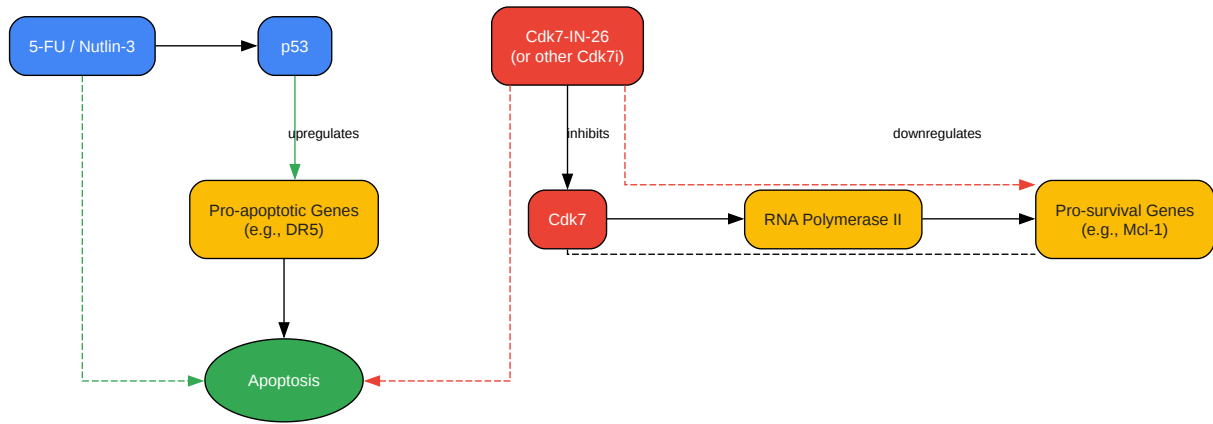 5-FU / Nutlin-3
p53
Cdk7-IN-26
(or other Cdk7i)
upregulates
inhibits
downregulates
Pro-apoptotic Genes
(e.g., DR5)
Cdk7
RNA Polymerase II
Pro-survival Genes
(e.g., Mcl-1)
Apoptosis